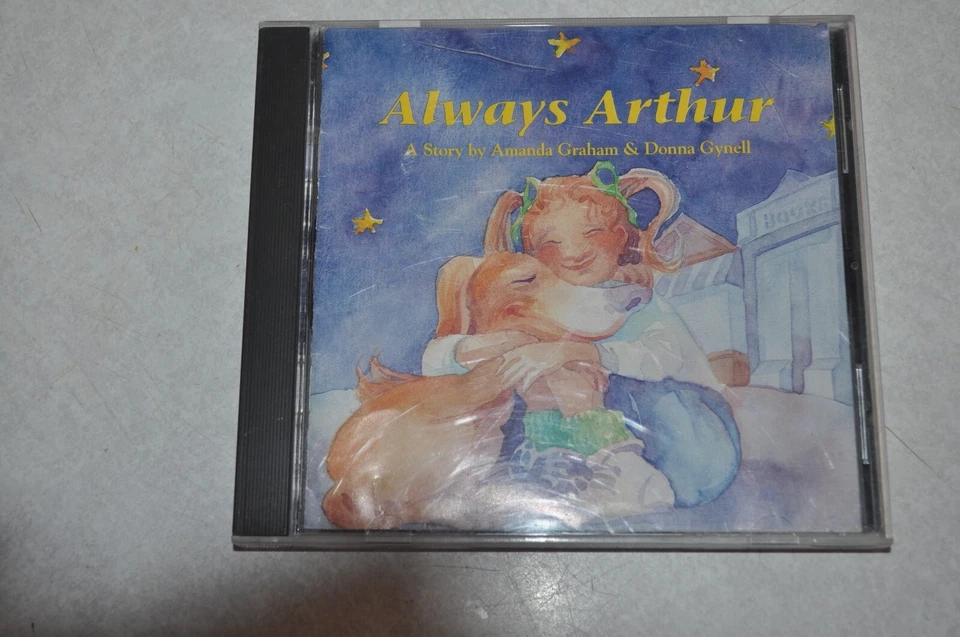 Always Arthur
A Story by Amanda Graham & Donna Gynell